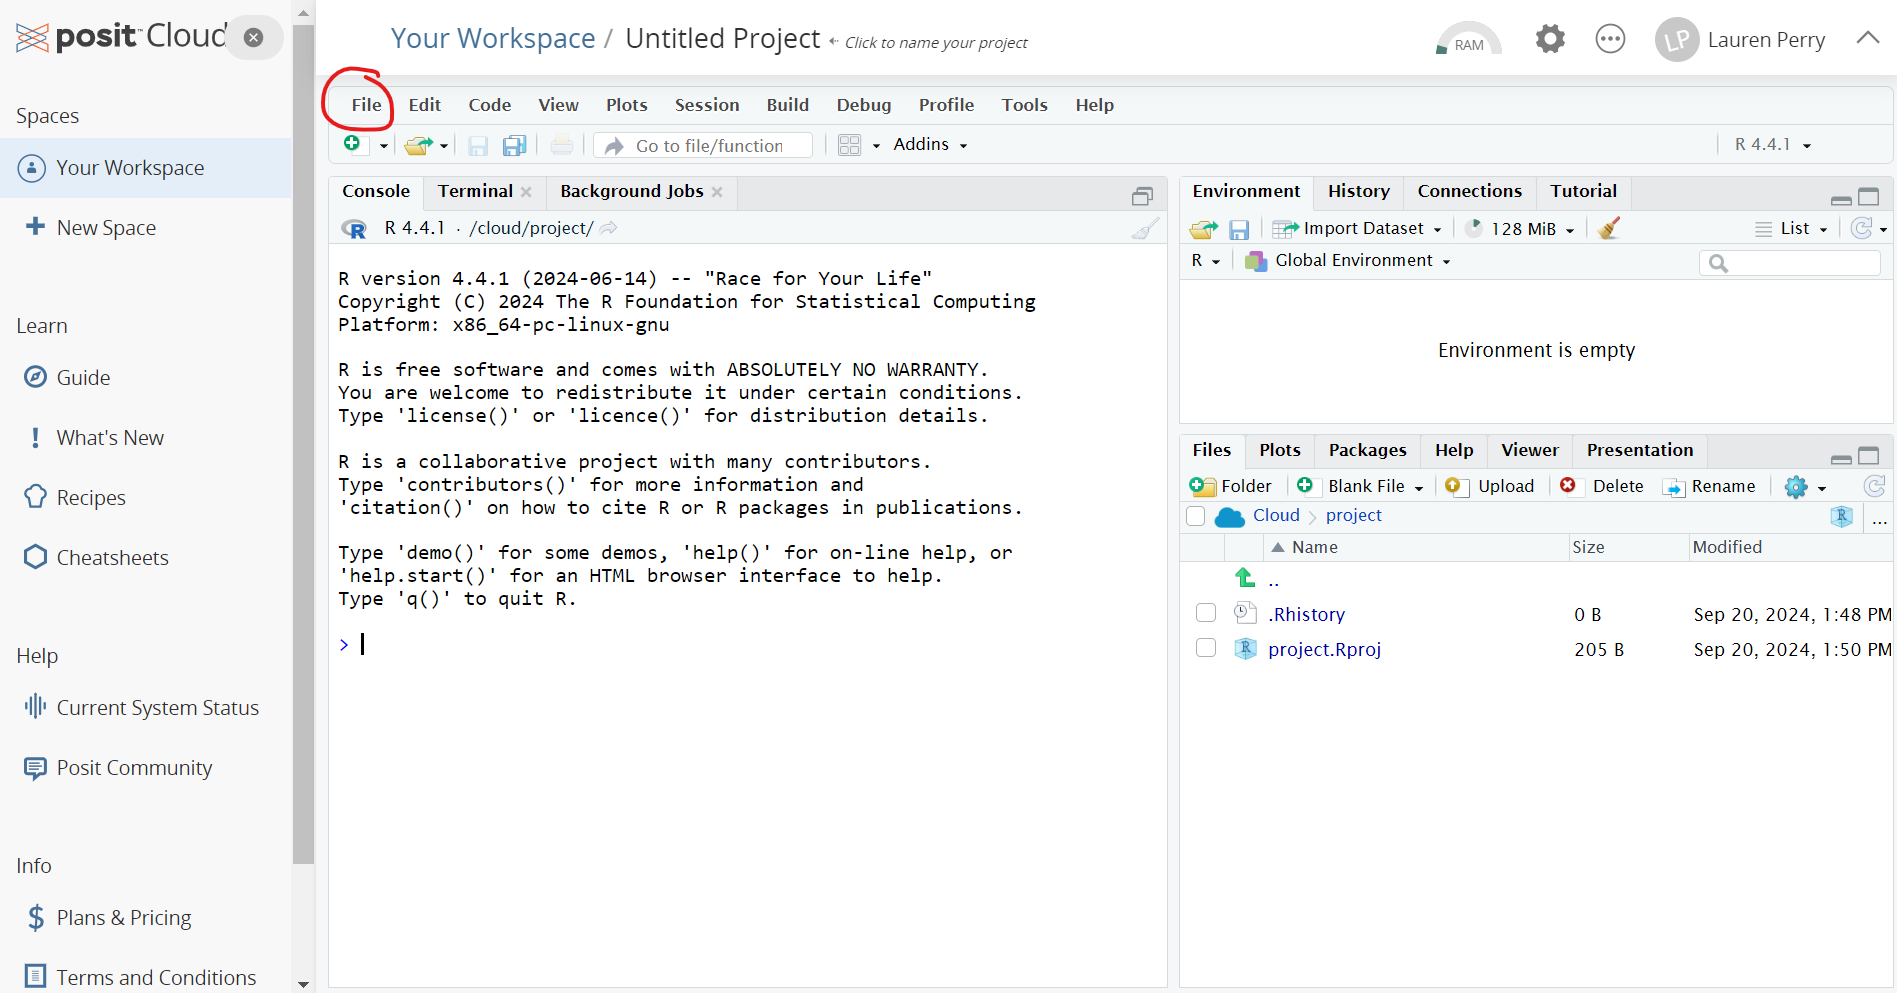 posit Cloud
Your Workspace / Untitled Project Click to name your project
RAM
LP Lauren Perry
Spaces
Your Workspace
New Space
Learn
Guide
What's New
Recipes
Cheatsheets
Help
Current System Status
Posit Community
Info
Plans & Pricing
Terms and Conditions
File Edit Code View Plots Session Build Debug Profile Tools Help
Go to file/function Addins R 4.4.1
Console Terminal Background Jobs
R 4.4.1 · /cloud/project/
R version 4.4.1 (2024-06-14) -- "Race for Your Life"
Copyright (C) 2024 The R Foundation for Statistical Computing
Platform: x86_64-pc-linux-gnu
R is free software and comes with ABSOLUTELY NO WARRANTY.
You are welcome to redistribute it under certain conditions.
Type 'license()' or 'licence()' for distribution details.
R is a collaborative project with many contributors.
Type 'contributors()' for more information and
'citation()' on how to cite R or R packages in publications.
Type 'demo()' for some demos, 'help()' for on-line help, or
'help.start()' for an HTML browser interface to help.
Type 'q()' to quit R.
>
Environment History Connections Tutorial
Import Dataset 128 MiB List
R Global Environment
Environment is empty
Files Plots Packages Help Viewer Presentation
Folder Blank File Upload Delete Rename
Cloud project R ...
Name Size Modified
..
.Rhistory 0 B Sep 20, 2024, 1:48 PM
project.Rproj 205 B Sep 20, 2024, 1:50 PM